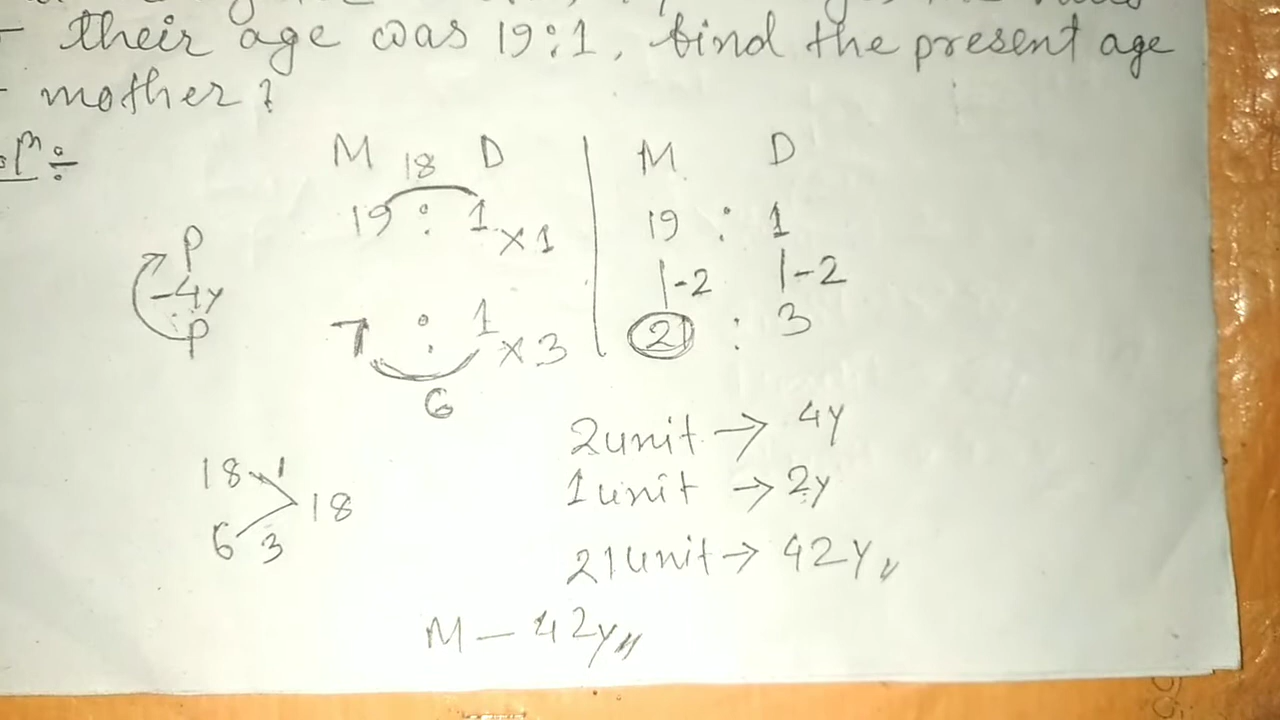 their age was 19:1, find the present age
mother?
M 18 D
19 : 1 ×1
P
-4y
P
7 : 1 ×3
6
M D
19 : 1
|-2 |-2
21 : 3
2unit → 4y
1unit → 2y
21unit → 42y,,
18 1
18
6 3
M - 42y,,